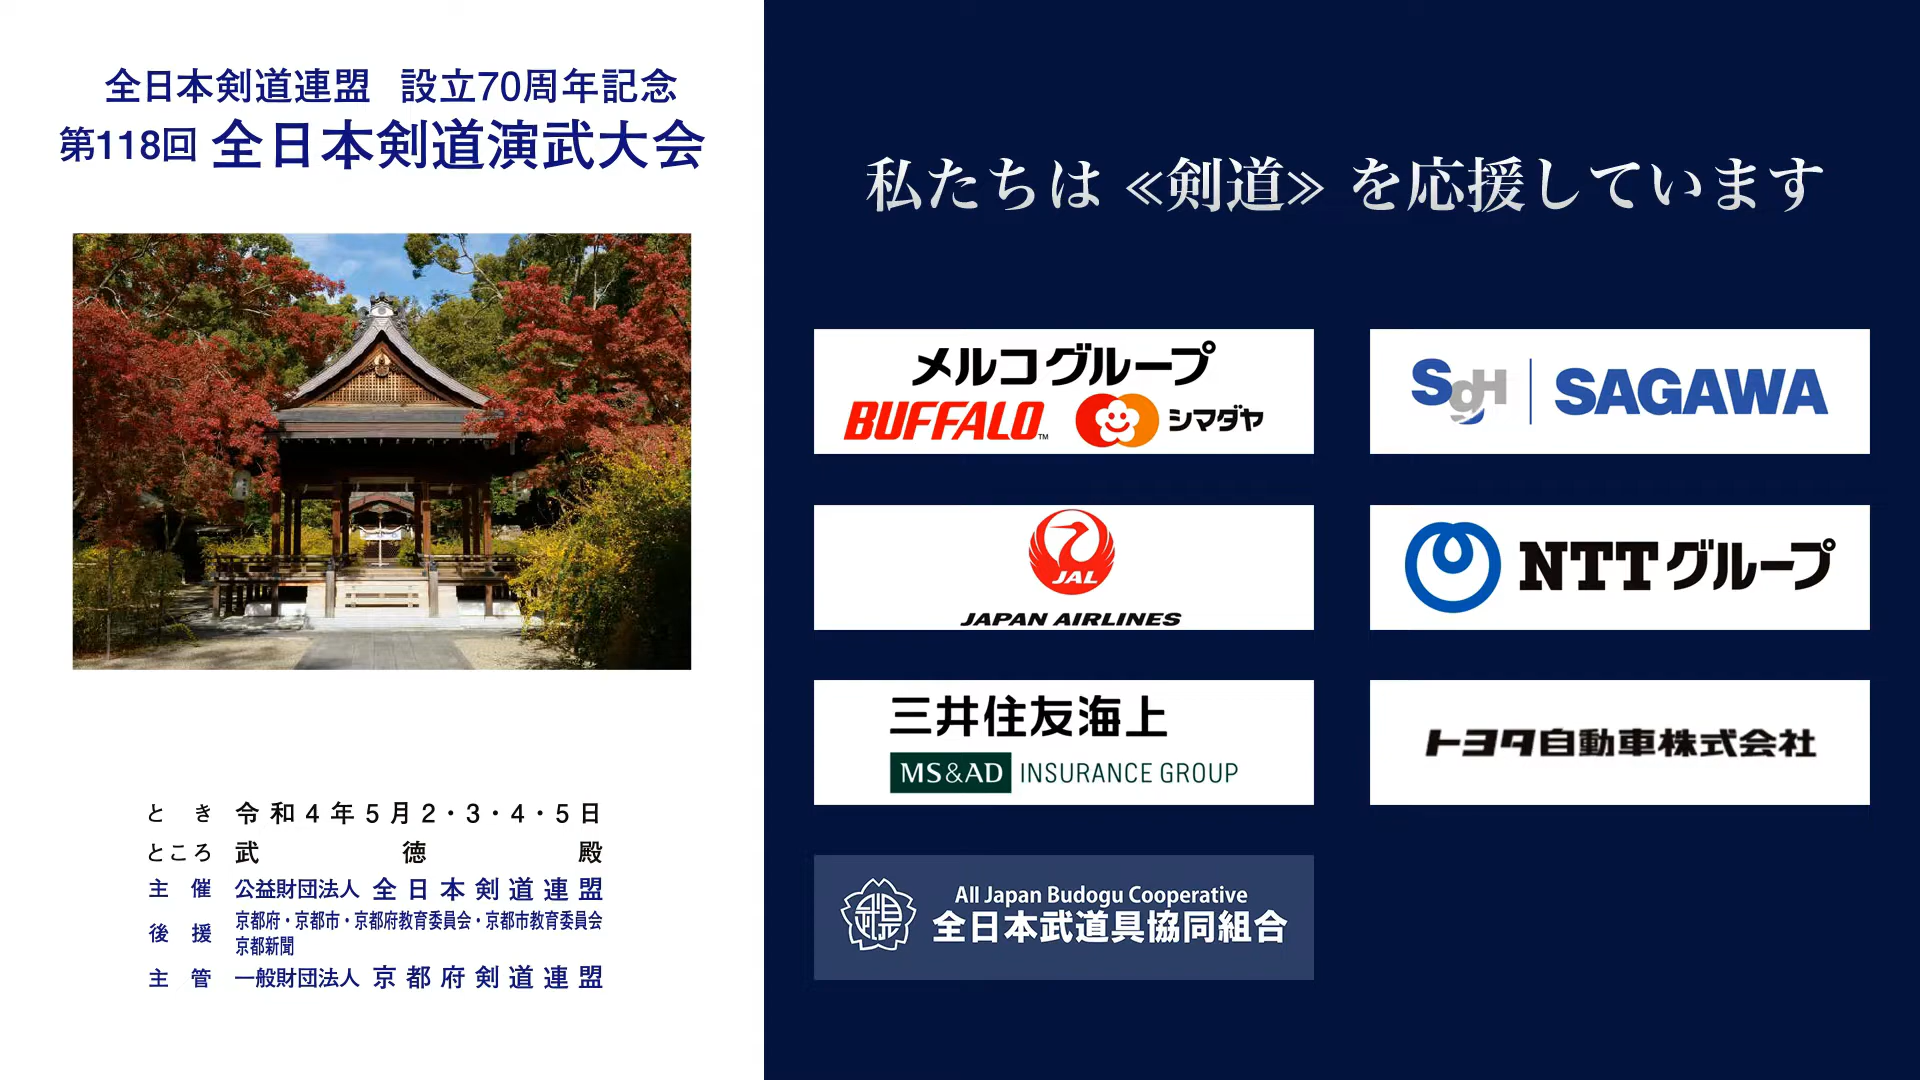 全日本剣道連盟 設立70周年記念
第118回 全日本剣道演武大会
とき 令和4年5月2・3・4・5日
ところ 武徳殿
主催 公益財団法人 全日本剣道連盟
後援 京都府・京都市・京都府教育委員会・京都市教育委員会
京都新聞
主管 一般財団法人 京都府剣道連盟
私たちは ≪剣道≫ を応援しています
メルコグループ
BUFFALO™ シマダヤ
SGH SAGAWA
JAL
JAPAN AIRLINES
NTTグループ
三井住友海上
MS&AD INSURANCE GROUP
トヨタ自動車株式会社
All Japan Budogu Cooperative
全日本武道具協同組合